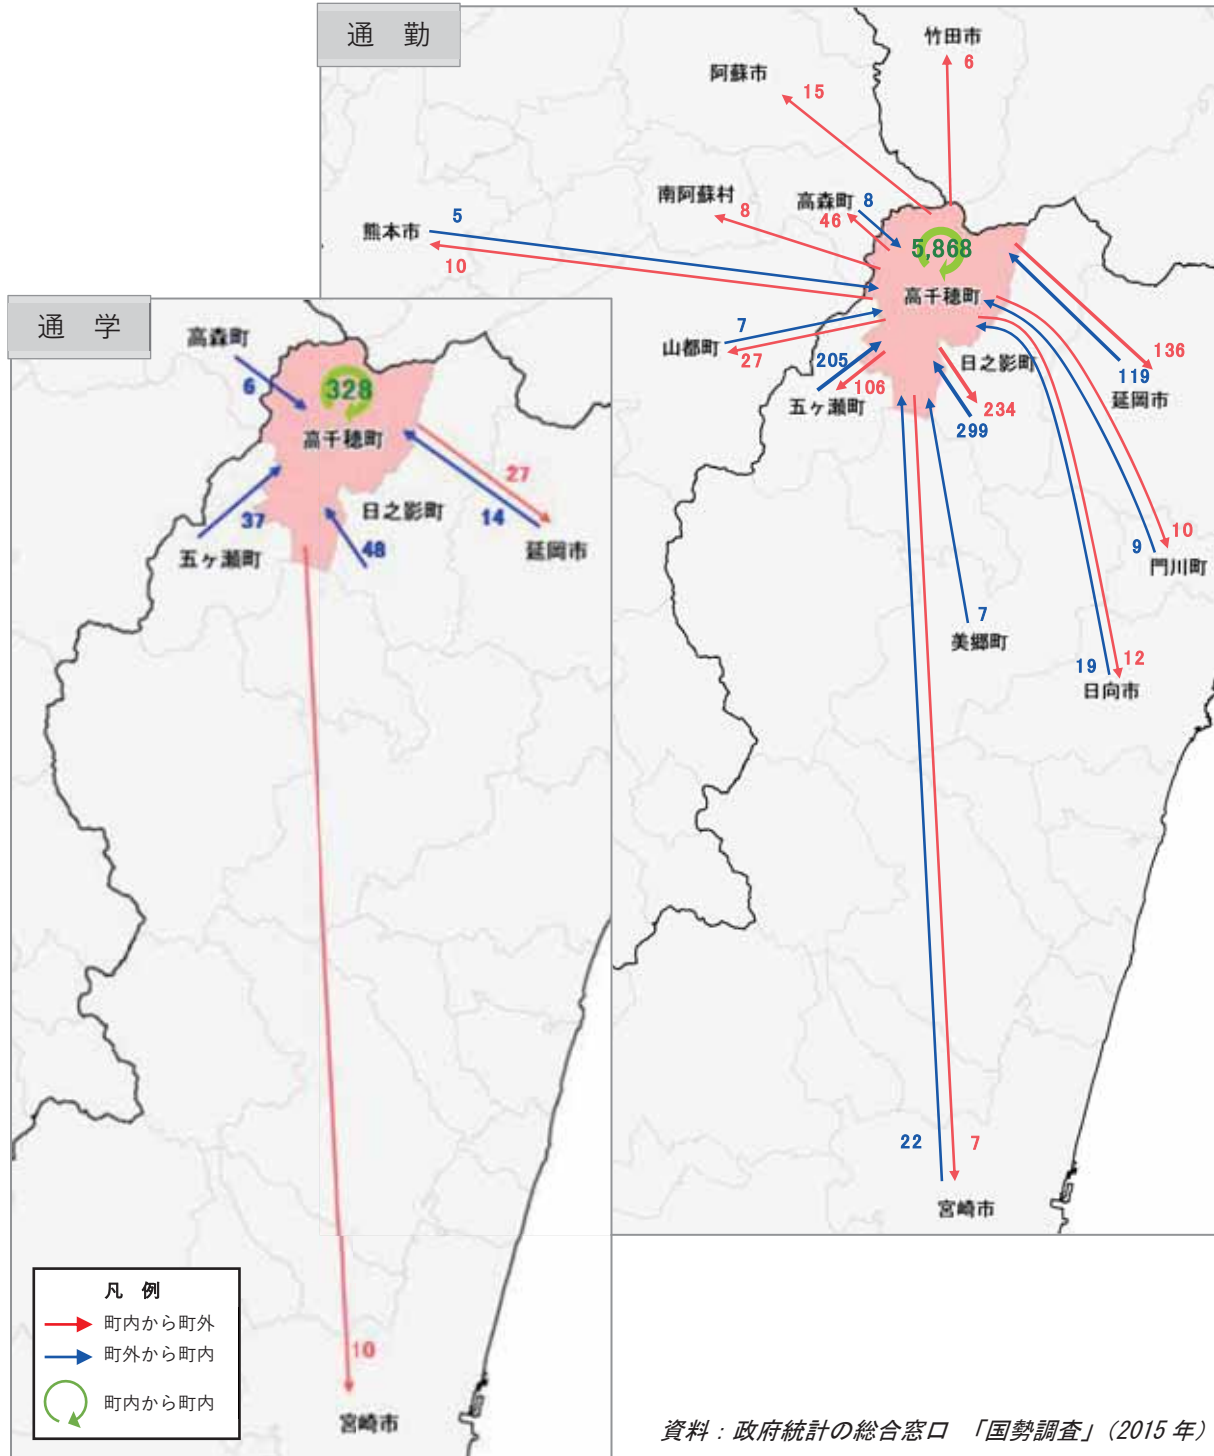 通 勤
竹田市
6
阿蘇市
15
南阿蘇村
8
高森町
8
46
熊本市
5
10
5,868
高千穂町
山都町
7
27
205
106
五ヶ瀬町
日之影町
234
299
136
119
延岡市
10
9
門川町
7
美郷町
19
12
日向市
22
7
宮崎市
通 学
高森町
6
328
高千穂町
27
14
延岡市
37
五ヶ瀬町
日之影町
48
10
宮崎市
凡 例
町内から町外
町外から町内
町内から町内
資料：政府統計の総合窓口 「国勢調査」（2015 年）